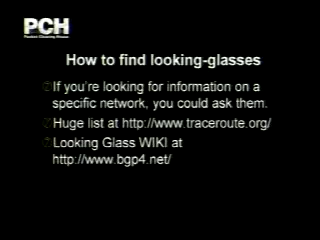 PCH
Packet Clearing House
How to find looking-glasses
If you're looking for information on a
specific network, you could ask them.
Huge list at http://www.traceroute.org/
Looking Glass WIKI at
http://www.bgp4.net/